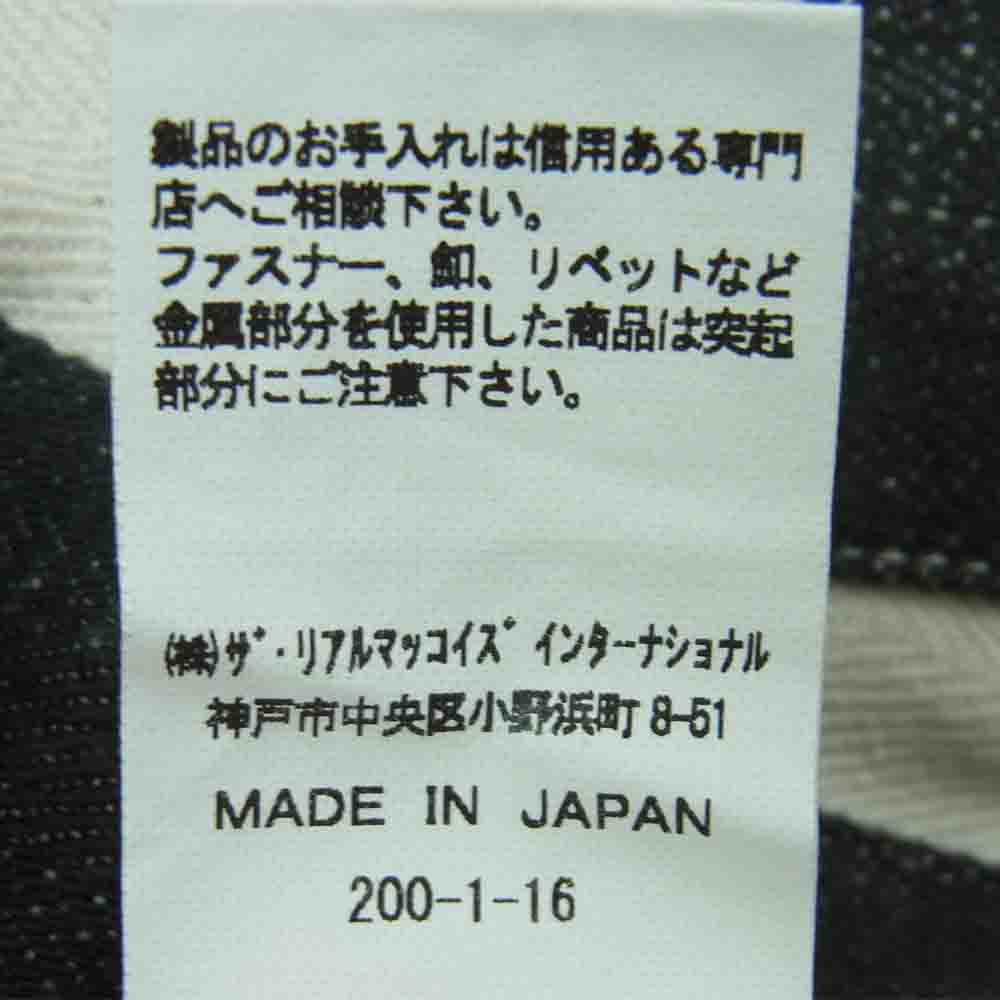 製品のお手入れは信用ある専門
店へご相談下さい。
ファスナー、釦、リベットなど
金属部分を使用した商品は突起
部分にご注意下さい。
(株)ｻﾞ･リアルマッコイズ インターナショナル
神戸市中央区小野浜町 8-51
MADE IN JAPAN
200-1-16